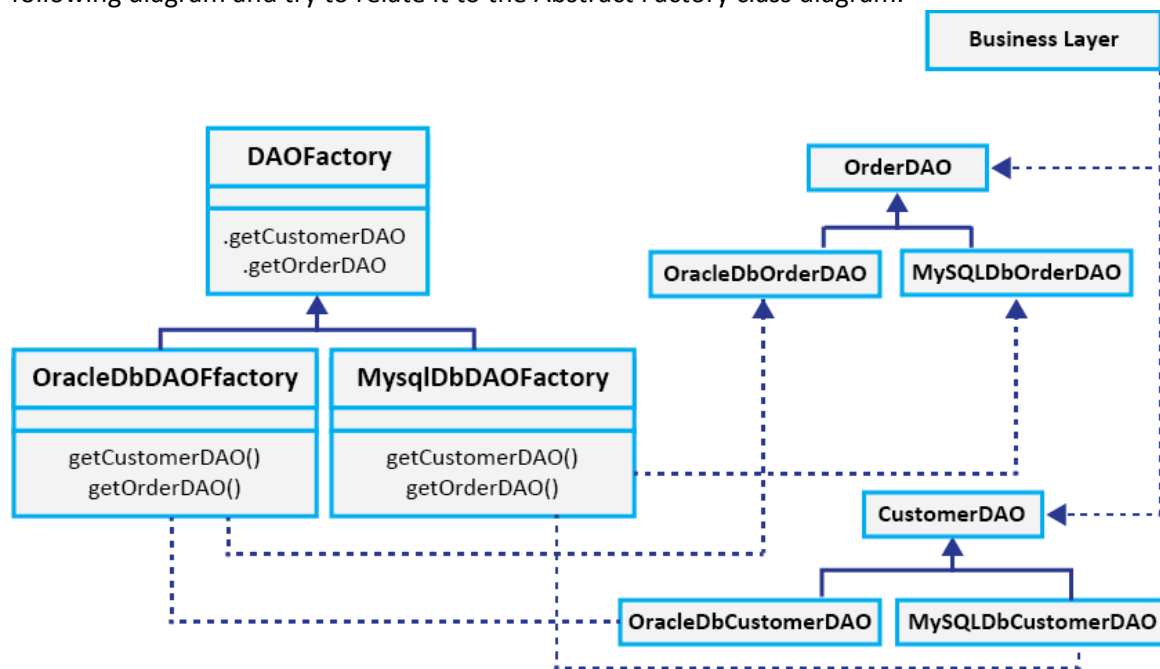 following diagram and try to relate it to the Abstract Factory class diagram.
Business Layer
DAOFactory
.getCustomerDAO
.getOrderDAO
OrderDAO
OracleDbOrderDAO
MySQLDbOrderDAO
OracleDbDAOFfactory
getCustomerDAO()
getOrderDAO()
MysqlDbDAOFactory
getCustomerDAO()
getOrderDAO()
CustomerDAO
OracleDbCustomerDAO
MySQLDbCustomerDAO